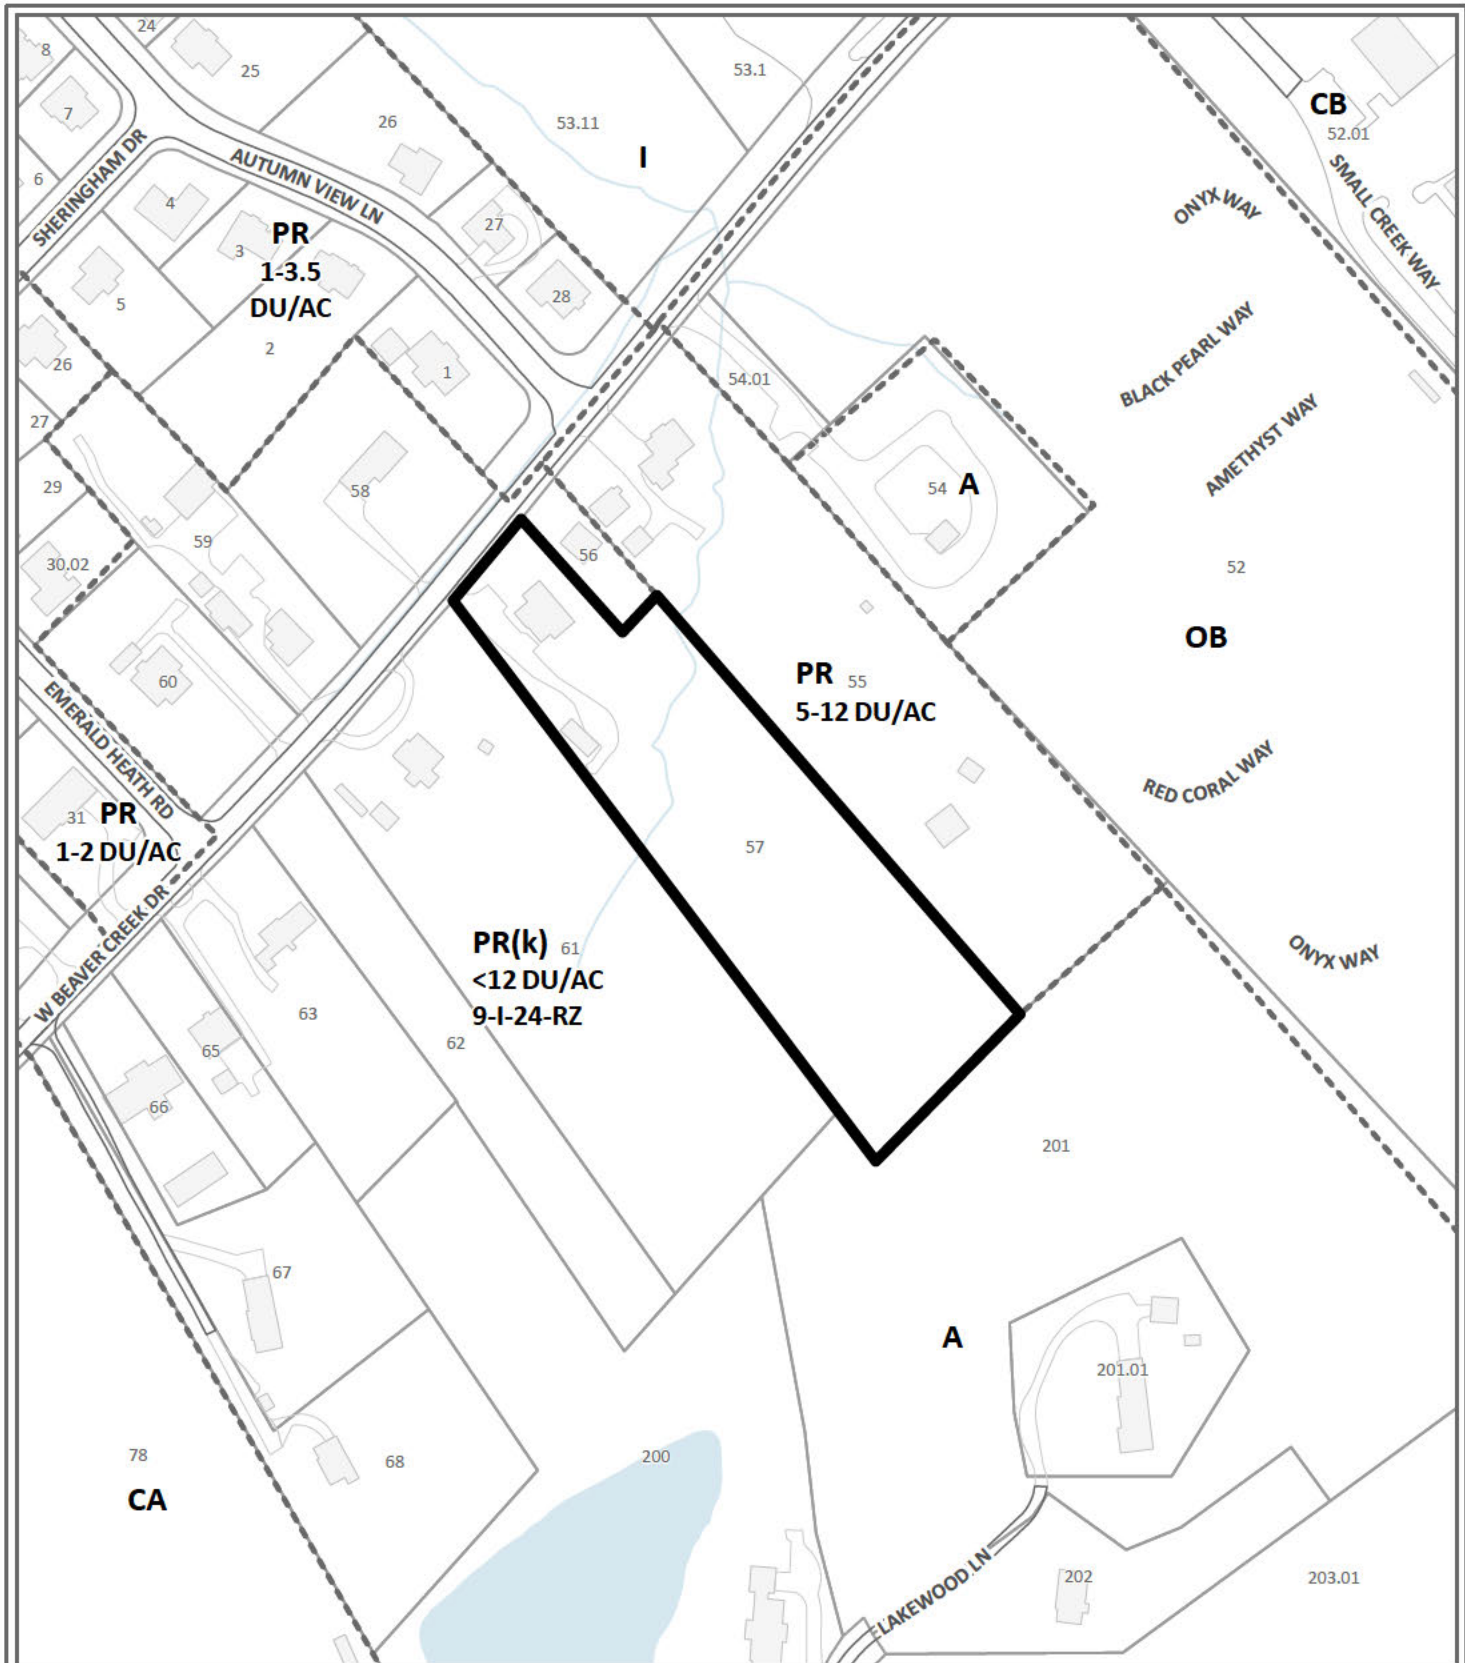 24
8
25
53.1
CB
7
26
53.11
52.01
I
SHERINGHAM DR
AUTUMN VIEW LN
SMALL CREEK WAY
6
4
ONYX WAY
27
PR
3
1-3.5
DU/AC
28
5
2
BLACK PEARL WAY
26
1
54.01
27
AMETHYST WAY
29
58
54
A
59
56
30.02
52
OB
60
PR
55
5-12 DU/AC
EMERALD HEATH RD
RED CORAL WAY
31
PR
1-2 DU/AC
57
W BEAVER CREEK DR
PR(k)
61
<12 DU/AC
9-I-24-RZ
ONYX WAY
63
62
65
66
201
67
A
201.01
78
68
200
CA
LAKEWOOD LN
202
203.01